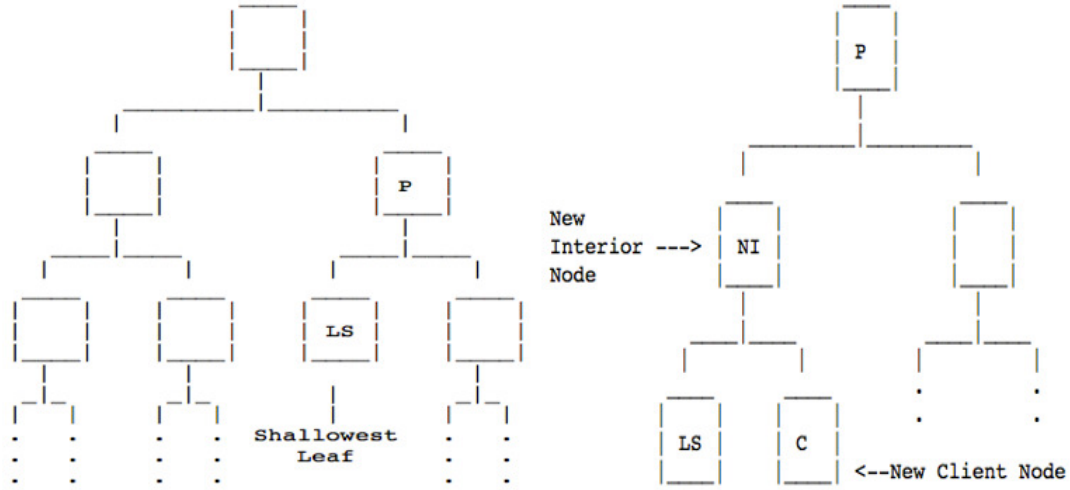 P
LS
Shallowest
Leaf
P
New
Interior --->
Node
NI
LS
C
<--New Client Node